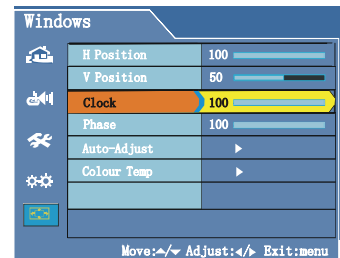 Windows
H Position 100
V Position 50
Clock 100
Phase 100
Auto-Adjust
Colour Temp
Move:▲/▼ Adjust:◀/▶ Exit:menu